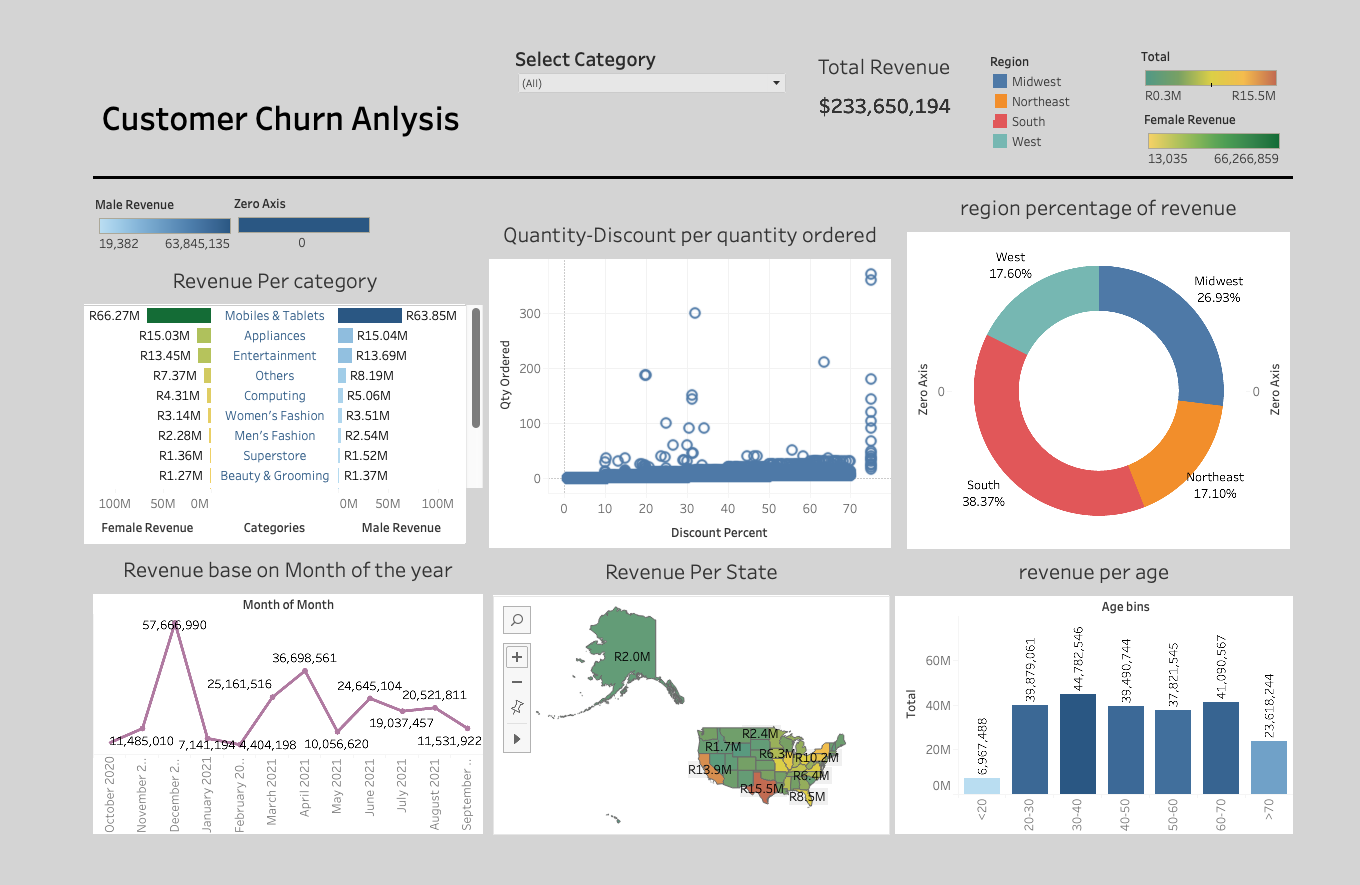 Select Category
(All)
Total Revenue
$233,650,194
Region
Midwest
Northeast
South
West
Total
R0.3M R15.5M
Female Revenue
13,035 66,266,859
Customer Churn Anlysis
Male Revenue
19,382 63,845,135
Zero Axis
0
Revenue Per category
R66.27M Mobiles & Tablets R63.85M
R15.03M Appliances R15.04M
R13.45M Entertainment R13.69M
R7.37M Others R8.19M
R4.31M Computing R5.06M
R3.14M Women's Fashion R3.51M
R2.28M Men's Fashion R2.54M
R1.36M Superstore R1.52M
R1.27M Beauty & Grooming R1.37M
100M 50M 0M 0M 50M 100M
Female Revenue Categories Male Revenue
Quantity-Discount per quantity ordered
Qty Ordered
300
200
100
0
0 10 20 30 40 50 60 70
Discount Percent
region percentage of revenue
West
17.60%
Midwest
26.93%
Zero Axis
0
0
Zero Axis
South
38.37%
Northeast
17.10%
Revenue base on Month of the year
Month of Month
57,666,990
36,698,561
25,161,516
24,645,104
20,521,811
19,037,457
11,485,010
7,141,194
4,404,198
10,056,620
11,531,922
October 2020
November 2..
December 2..
January 2021
February 20..
March 2021
April 2021
May 2021
June 2021
July 2021
August 2021
September ..
Revenue Per State
R2.0M
R2.4M
R1.7M
R6.3M
R10.2M
R13.9M
R6.4M
R15.5M
R8.5M
revenue per age
Age bins
Total
60M
40M
20M
0M
6,967,488
39,879,061
44,782,546
39,490,744
37,821,545
41,090,567
23,618,244
<20
20-30
30-40
40-50
50-60
60-70
>70